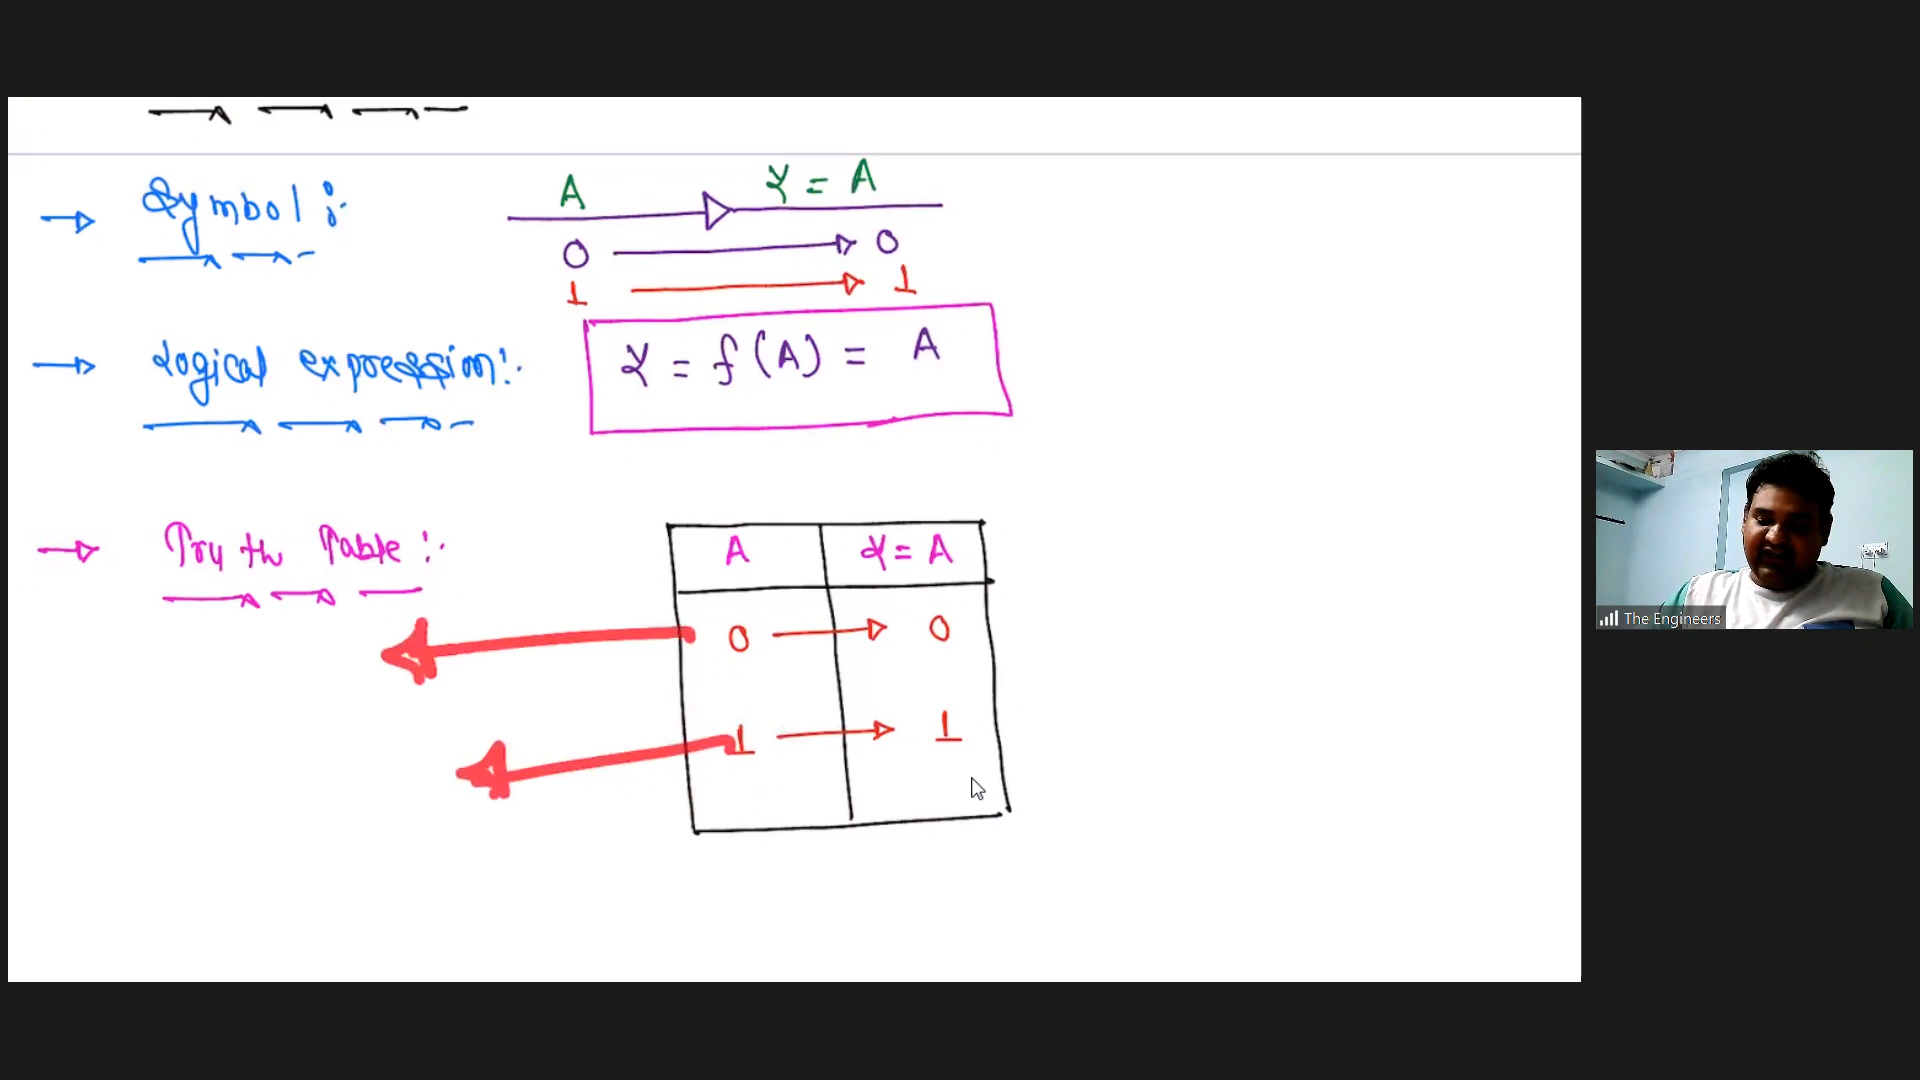 A Y = A
→ Symbol :-
0 → 0
1 → 1
→ Logical expression :- Y = f(A) = A
→ Truth Table :-
A Y = A
0 → 0
1 → 1
The Engineers